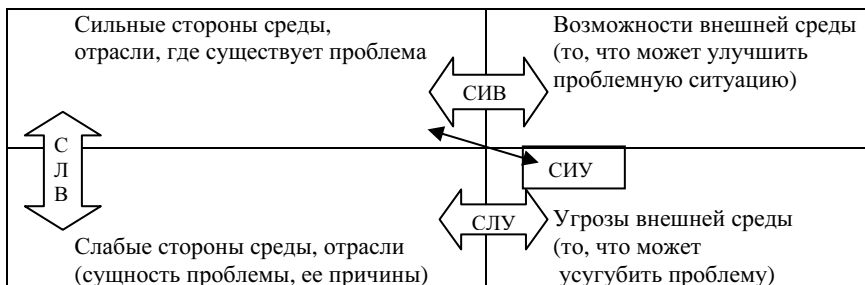 Сильные стороны среды,
отрасли, где существует проблема
Возможности внешней среды
(то, что может улучшить
проблемную ситуацию)
СИВ
С
Л
В
СИУ
СЛУ
Слабые стороны среды, отрасли
(сущность проблемы, ее причины)
Угрозы внешней среды
(то, что может
усугубить проблему)